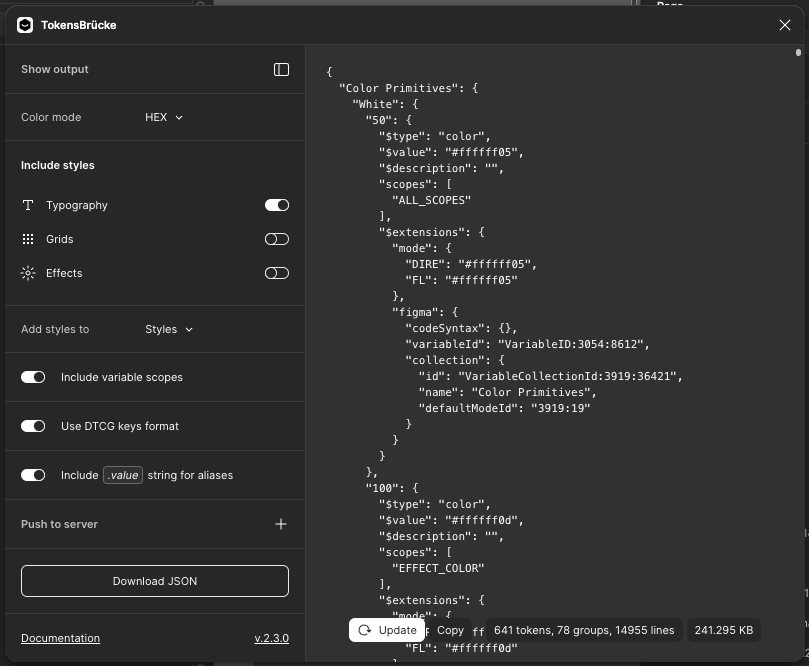 Page
TokensBrücke
Show output
Color mode
HEX
Include styles
Typography
Grids
Effects
Add styles to
Styles
Include variable scopes
Use DTCG keys format
Include .value string for aliases
Push to server
Download JSON
Documentation
v.2.3.0
{
"Color Primitives": {
"White": {
"50": {
"$type": "color",
"$value": "#ffffff05",
"$description": "",
"scopes": [
"ALL_SCOPES"
],
"$extensions": {
"mode": {
"DIRE": "#ffffff05",
"FL": "#ffffff05"
},
"figma": {
"codeSyntax": {},
"variableId": "VariableID:3054:8612",
"collection": {
"id": "VariableCollectionId:3919:36421",
"name": "Color Primitives",
"defaultModeId": "3919:19"
}
}
}
},
"100": {
"$type": "color",
"$value": "#ffffff0d",
"$description": "",
"scopes": [
"EFFECT_COLOR"
],
"$extensions": {
"mode": {
"FL": "#ffffff0d"
Update
Copy
641 tokens, 78 groups, 14955 lines
241.295 KB